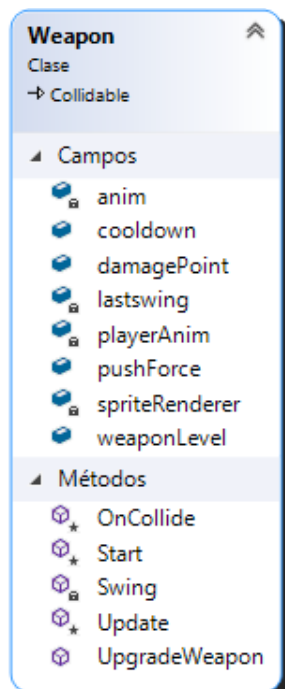 Weapon
Clase
Collidable
Campos
anim
cooldown
damagePoint
lastswing
playerAnim
pushForce
spriteRenderer
weaponLevel
Métodos
OnCollide
Start
Swing
Update
UpgradeWeapon